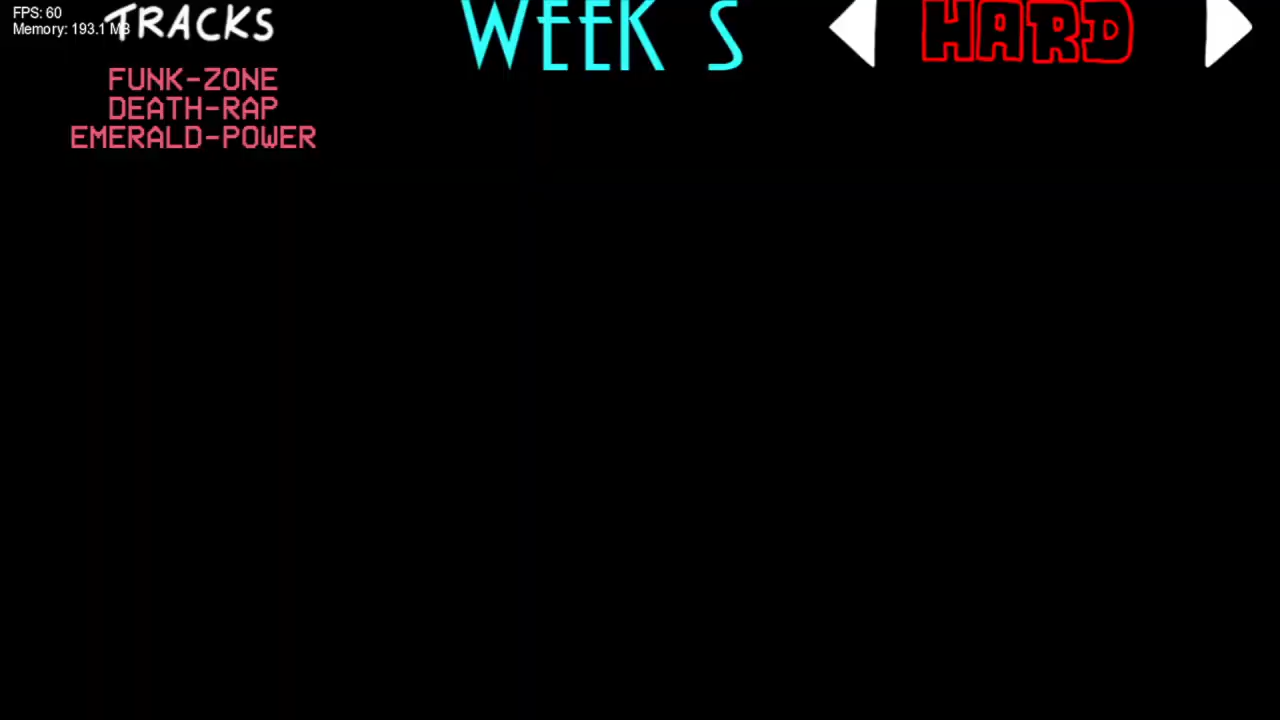 FPS: 60
Memory: 193.1 MB
TRACKS
FUNK-ZONE
DEATH-RAP
EMERALD-POWER
WEEK S
HARD